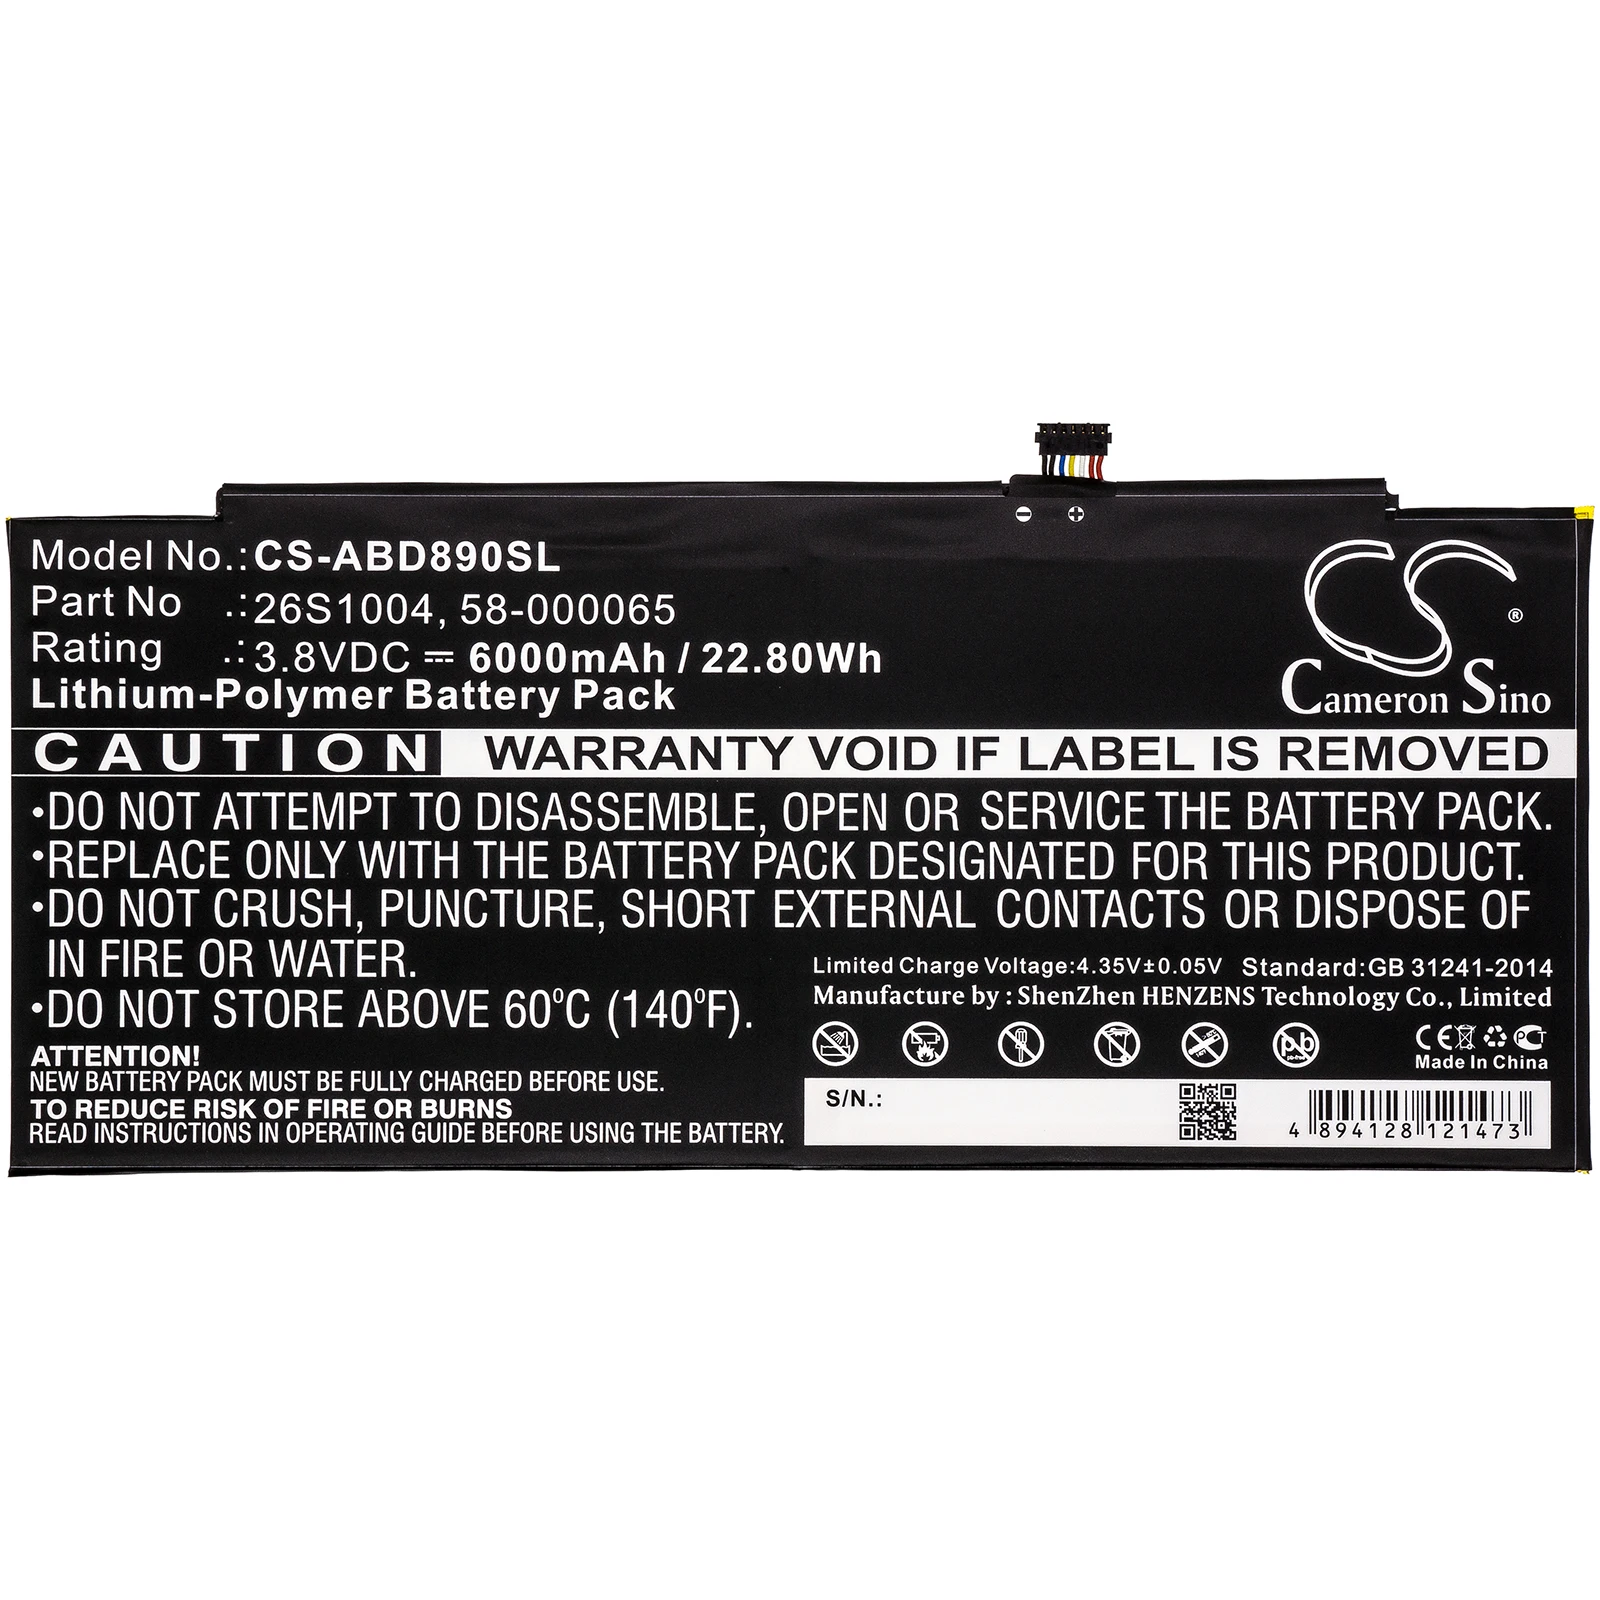 Model No.:CS-ABD890SL
Part No .:26S1004, 58-000065
Rating .:3.8VDC ⎓ 6000mAh / 22.80Wh
Lithium-Polymer Battery Pack
CS®
Cameron Sino
CAUTION WARRANTY VOID IF LABEL IS REMOVED
•DO NOT ATTEMPT TO DISASSEMBLE, OPEN OR SERVICE THE BATTERY PACK.
•REPLACE ONLY WITH THE BATTERY PACK DESIGNATED FOR THIS PRODUCT.
•DO NOT CRUSH, PUNCTURE, SHORT EXTERNAL CONTACTS OR DISPOSE OF
IN FIRE OR WATER.
•DO NOT STORE ABOVE 60°C (140°F).
Limited Charge Voltage:4.35V±0.05V Standard:GB 31241-2014
Manufacture by : ShenZhen HENZENS Technology Co., Limited
pb
pb-free
CE PCT
Made In China
ATTENTION!
NEW BATTERY PACK MUST BE FULLY CHARGED BEFORE USE.
TO REDUCE RISK OF FIRE OR BURNS
READ INSTRUCTIONS IN OPERATING GUIDE BEFORE USING THE BATTERY.
S/N.:
4 894128 121473